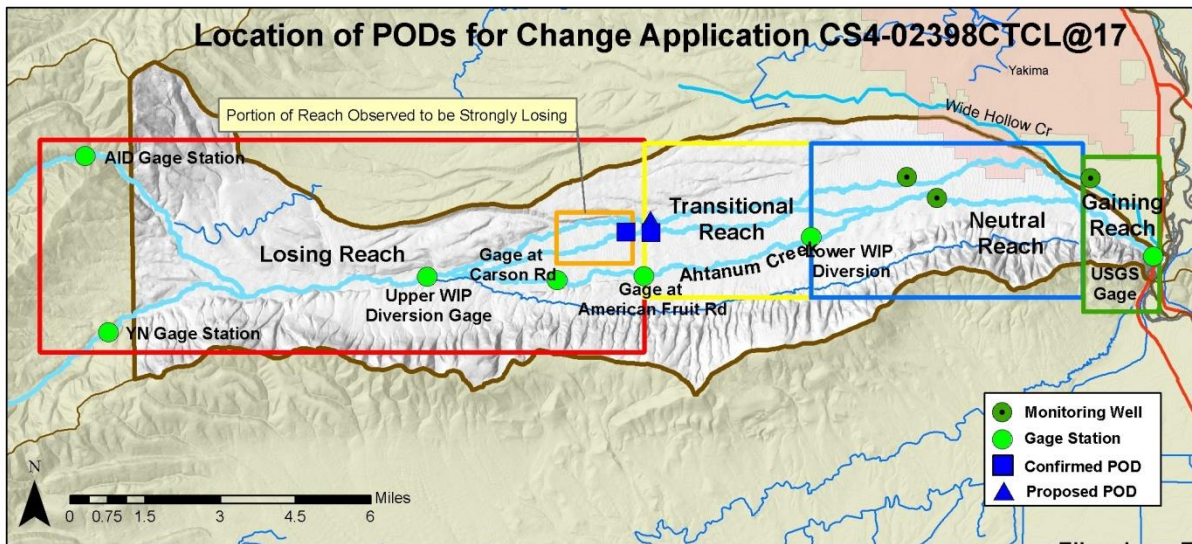 Location of PODs for Change Application CS4-02398CTCL@17
Yakima
Portion of Reach Observed to be Strongly Losing
Wide Hollow Cr
AID Gage Station
Losing Reach
Transitional
Reach
Neutral
Reach
Gaining
Reach
Gage at
Carson Rd
Ahtanum Creek
Lower WIP
Diversion
Upper WIP
Diversion Gage
Gage at
American Fruit Rd
USGS
Gage
YN Gage Station
N
Miles
0 0.75 1.5 3 4.5 6
Monitoring Well
Gage Station
Confirmed POD
Proposed POD